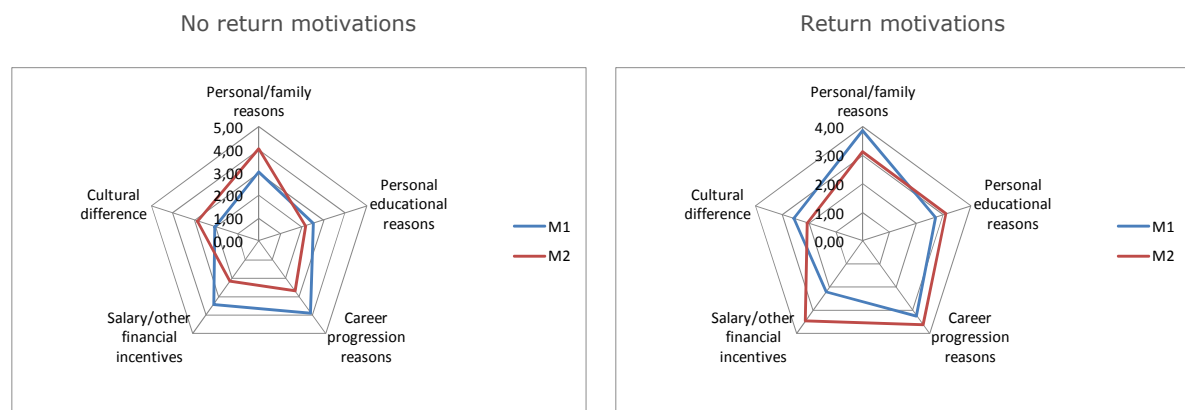 No return motivations
Personal/family
reasons
5,00
4,00
3,00
2,00
1,00
0,00
Personal
educational
reasons
Career
progression
reasons
Salary/other
financial
incentives
Cultural
difference
M1
M2
Return motivations
Personal/family
reasons
4,00
3,00
2,00
1,00
0,00
Personal
educational
reasons
Career
progression
reasons
Salary/other
financial
incentives
Cultural
difference
M1
M2